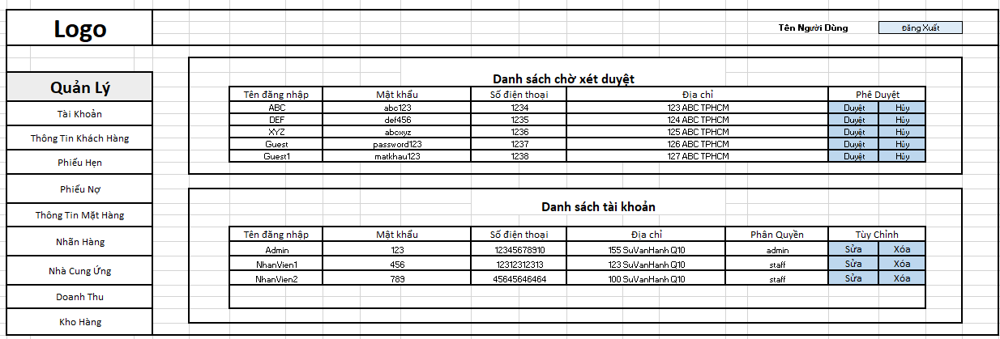 Logo
Tên Người Dùng Đăng Xuất
Quản Lý
Tài Khoản
Thông Tin Khách Hàng
Phiếu Hẹn
Phiếu Nợ
Thông Tin Mặt Hàng
Nhãn Hàng
Nhà Cung Ứng
Doanh Thu
Kho Hàng
Danh sách chờ xét duyệt
Tên đăng nhập Mật khẩu Số điện thoại Địa chỉ Phê Duyệt
ABC abc123 1234 123 ABC TPHCM Duyệt Hủy
DEF def456 1235 124 ABC TPHCM Duyệt Hủy
XYZ abcxyz 1236 125 ABC TPHCM Duyệt Hủy
Guest password123 1237 126 ABC TPHCM Duyệt Hủy
Guest1 matkhau123 1238 127 ABC TPHCM Duyệt Hủy
Danh sách tài khoản
Tên đăng nhập Mật khẩu Số điện thoại Địa chỉ Phân Quyền Tùy Chỉnh
Admin 123 12345678910 155 SuVanHanh Q10 admin Sửa Xóa
NhanVien1 456 12312312313 123 SuVanHanh Q10 staff Sửa Xóa
NhanVien2 789 45645646464 100 SuVanHanh Q10 staff Sửa Xóa